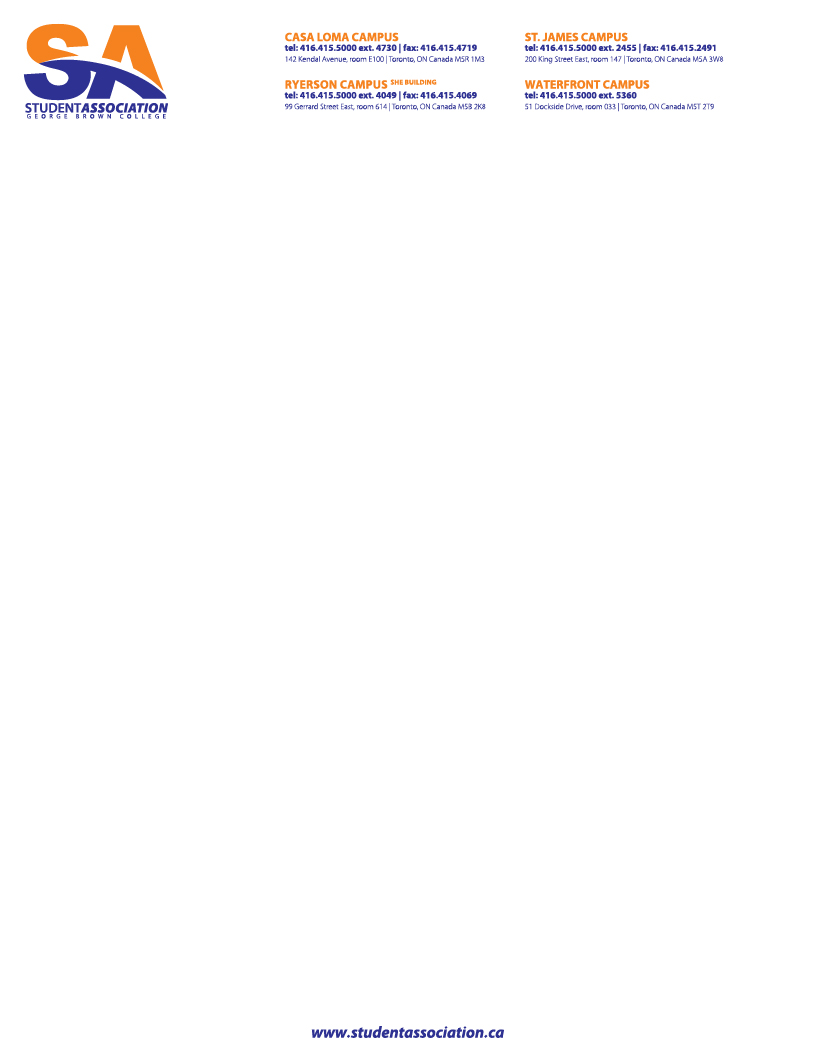 SA
STUDENTASSOCIATION
GEORGE BROWN COLLEGE
CASA LOMA CAMPUS
tel: 416.415.5000 ext. 4730 | fax: 416.415.4719
142 Kendal Avenue, room E100 | Toronto, ON Canada M5R 1M3
RYERSON CAMPUS SHE BUILDING
tel: 416.415.5000 ext. 4049 | fax: 416.415.4069
99 Gerrard Street East, room 614 | Toronto, ON Canada M5B 2K8
ST. JAMES CAMPUS
tel: 416.415.5000 ext. 2455 | fax: 416.415.2491
200 King Street East, room 147 | Toronto, ON Canada M5A 3W8
WATERFRONT CAMPUS
tel: 416.415.5000 ext. 5360
51 Dockside Drive, room 033 | Toronto, ON Canada M5T 2T9
www.studentassociation.ca